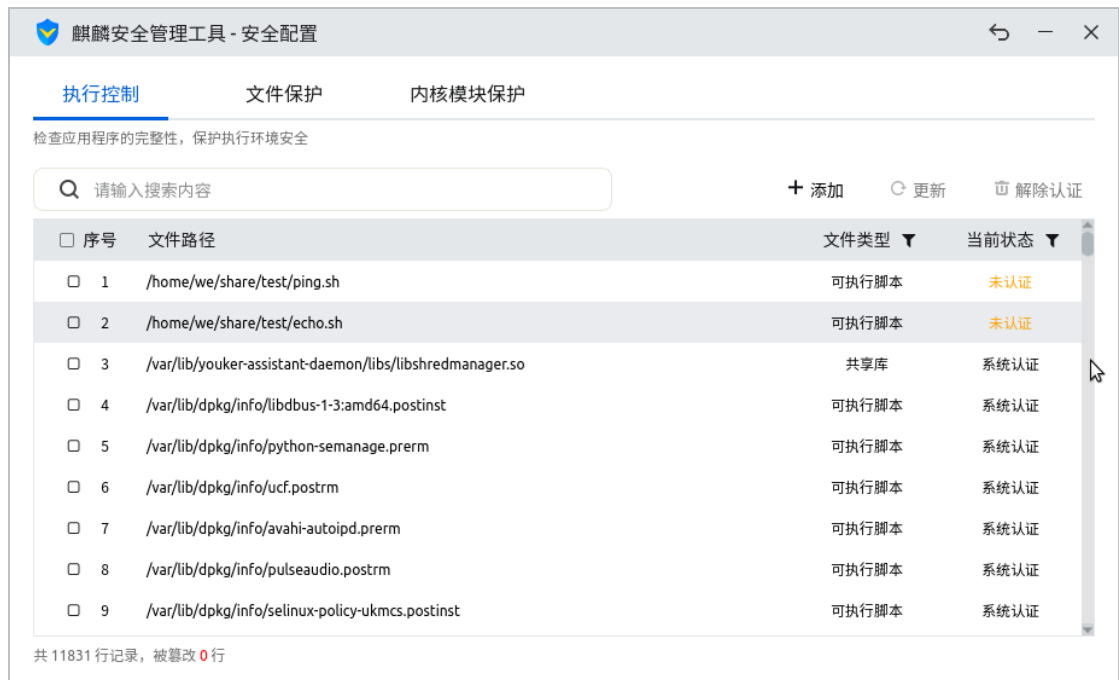 麒麟安全管理工具 - 安全配置
执行控制 文件保护 内核模块保护
检查应用程序的完整性，保护执行环境安全
请输入搜索内容 添加 更新 解除认证
序号 文件路径 文件类型 当前状态
1 /home/we/share/test/ping.sh 可执行脚本 未认证
2 /home/we/share/test/echo.sh 可执行脚本 未认证
3 /var/lib/youker-assistant-daemon/libs/libshredmanager.so 共享库 系统认证
4 /var/lib/dpkg/info/libdbus-1-3:amd64.postinst 可执行脚本 系统认证
5 /var/lib/dpkg/info/python-semanage.prerm 可执行脚本 系统认证
6 /var/lib/dpkg/info/ucf.postrm 可执行脚本 系统认证
7 /var/lib/dpkg/info/avahi-autoipd.prerm 可执行脚本 系统认证
8 /var/lib/dpkg/info/pulseaudio.postrm 可执行脚本 系统认证
9 /var/lib/dpkg/info/selinux-policy-ukmcs.postinst 可执行脚本 系统认证
共 11831 行记录，被篡改 0 行